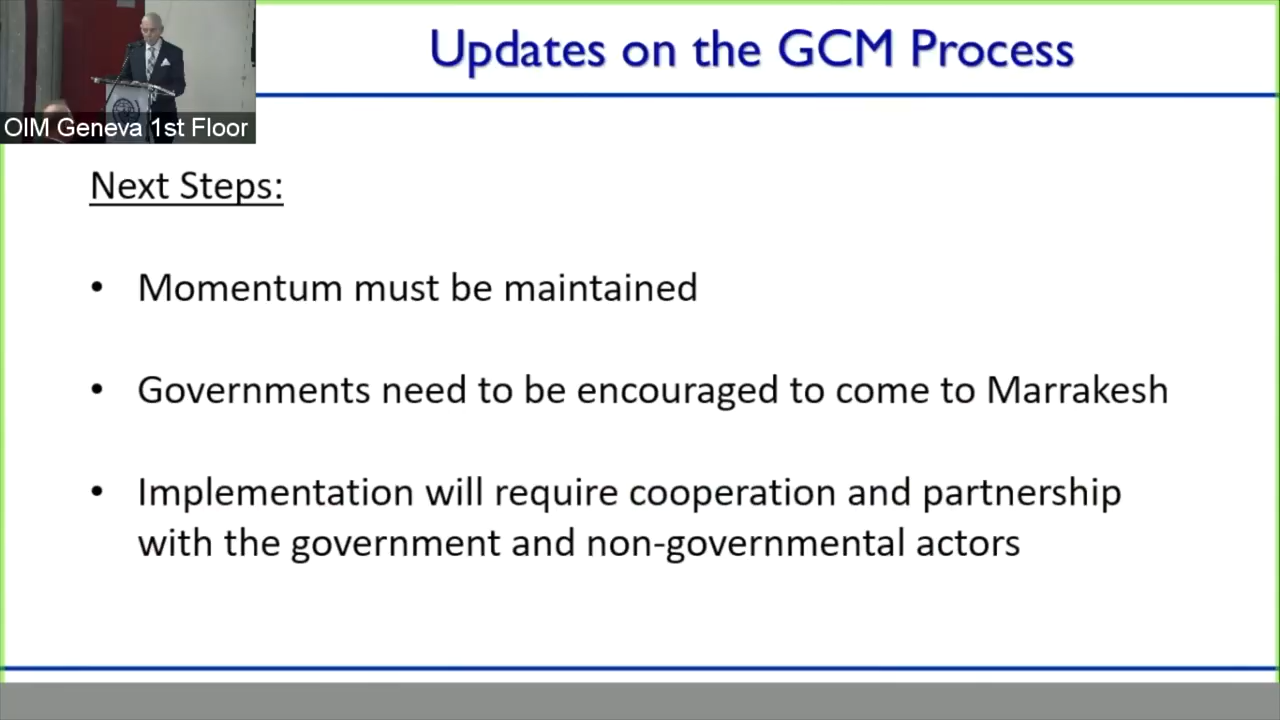 Updates on the GCM Process
OIM Geneva 1st Floor
Next Steps:
• Momentum must be maintained
• Governments need to be encouraged to come to Marrakesh
• Implementation will require cooperation and partnership
with the government and non-governmental actors